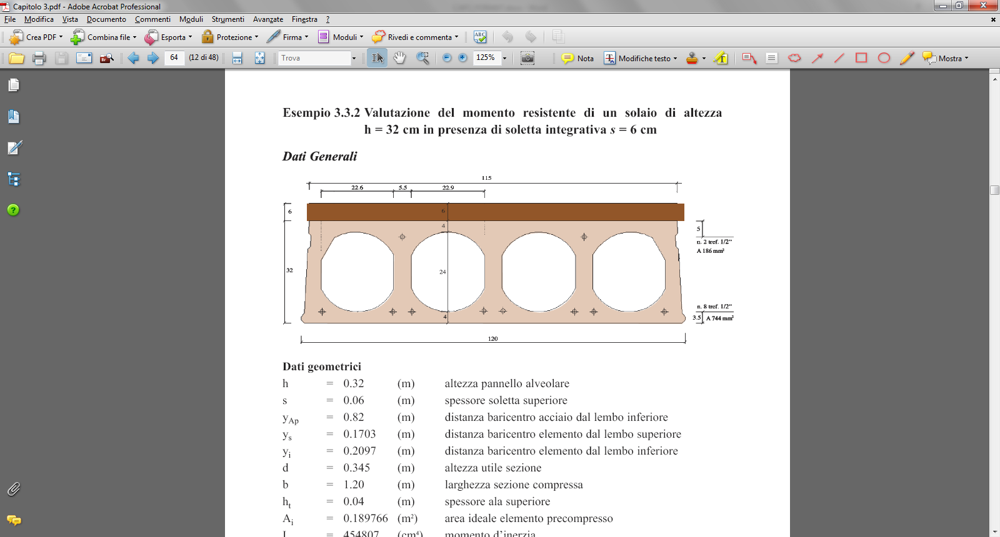 Capitolo 3.pdf - Adobe Acrobat Professional
File Modifica Vista Documento Commenti Moduli Strumenti Avanzate Finestra ?
Crea PDF Combina file Esporta Protezione Firma Moduli Rivedi e commenta
64 (12 di 48) Trova 125% Nota Modifiche testo Mostra
Esempio 3.3.2 Valutazione del momento resistente di un solaio di altezza
h = 32 cm in presenza di soletta integrativa s = 6 cm
Dati Generali
115
22.6 5.5 22.9
6 6
4
5
n. 2 tref. 1/2"
A 186 mm²
32 24
n. 8 tref. 1/2"
4 3.5 A 744 mm²
120
Dati geometrici
h = 0.32 (m) altezza pannello alveolare
s = 0.06 (m) spessore soletta superiore
yAp = 0.82 (m) distanza baricentro acciaio dal lembo inferiore
ys = 0.1703 (m) distanza baricentro elemento dal lembo superiore
yi = 0.2097 (m) distanza baricentro elemento dal lembo inferiore
d = 0.345 (m) altezza utile sezione
b = 1.20 (m) larghezza sezione compressa
ht = 0.04 (m) spessore ala superiore
Ai = 0.189766 (m²) area ideale elemento precompresso
I = 454807 (cm⁴) momento d'inerzia